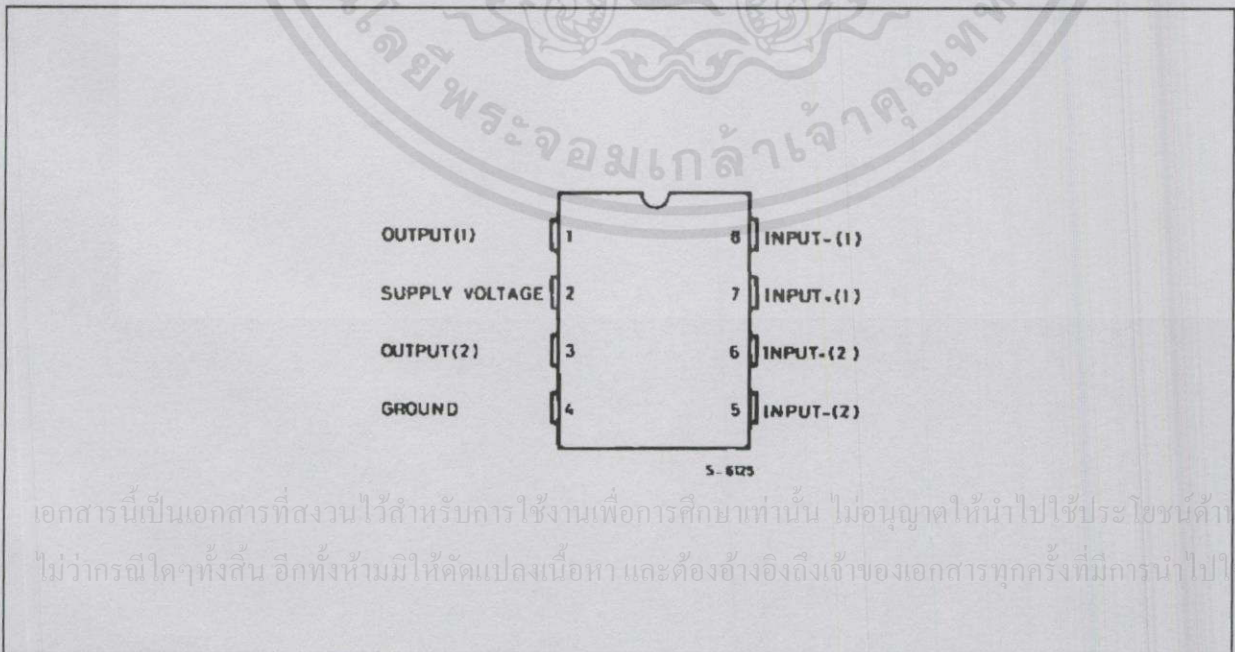 นโลยีพระจอมเกล้าเจ้าคุณทห
OUTPUT(1) 1 8 INPUT-(1)
SUPPLY VOLTAGE 2 7 INPUT+(1)
OUTPUT(2) 3 6 INPUT+(2)
GROUND 4 5 INPUT-(2)
S-6125
เอกสารนี้เป็นเอกสารที่สงวนไว้สำหรับการใช้งานเพื่อการศึกษาเท่านั้น ไม่อนุญาตให้นำไปใช้ประโยชน์ด้าน
ไม่ว่ากรณีใดๆทั้งสิ้น อีกทั้งห้ามมิให้ดัดแปลงเนื้อหา และต้องอ้างอิงถึงเจ้าของเอกสารทุกครั้งที่มีการนำไปใ